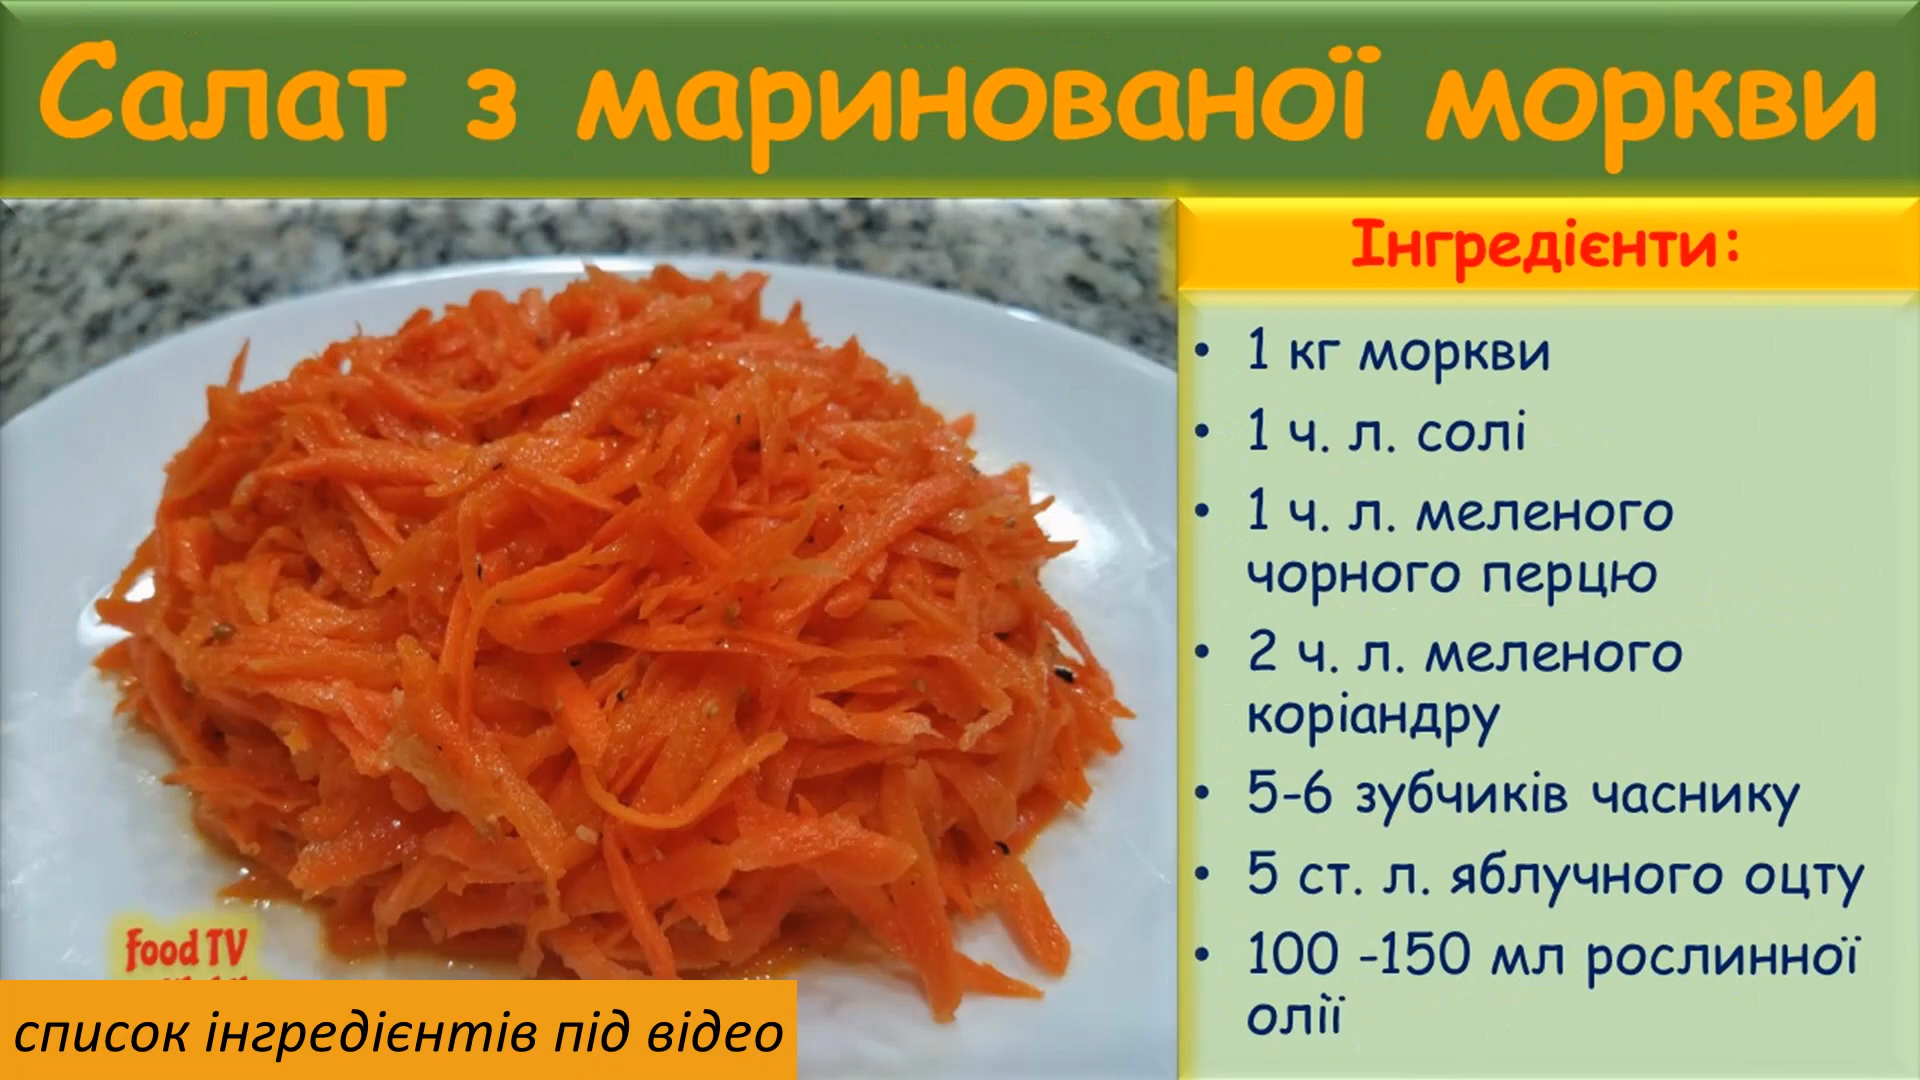 Салат з маринованої моркви
Інгредієнти:
• 1 кг моркви
• 1 ч. л. солі
• 1 ч. л. меленого
чорного перцю
• 2 ч. л. меленого
коріандру
• 5-6 зубчиків часнику
• 5 ст. л. яблучного оцту
• 100 -150 мл рослинної
олії
Food TV
список інгредієнтів під відео